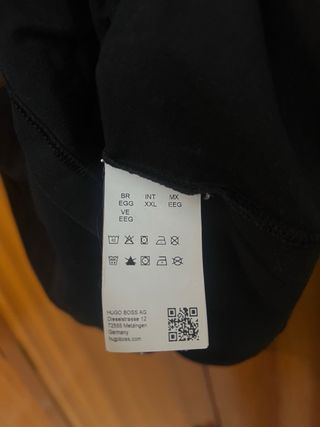 BR INT MX
EGG XXL EEG
VE
EEG
HUGO BOSS AG
Dieselstrasse 12
72555 Metzingen
Germany
hugoboss.com